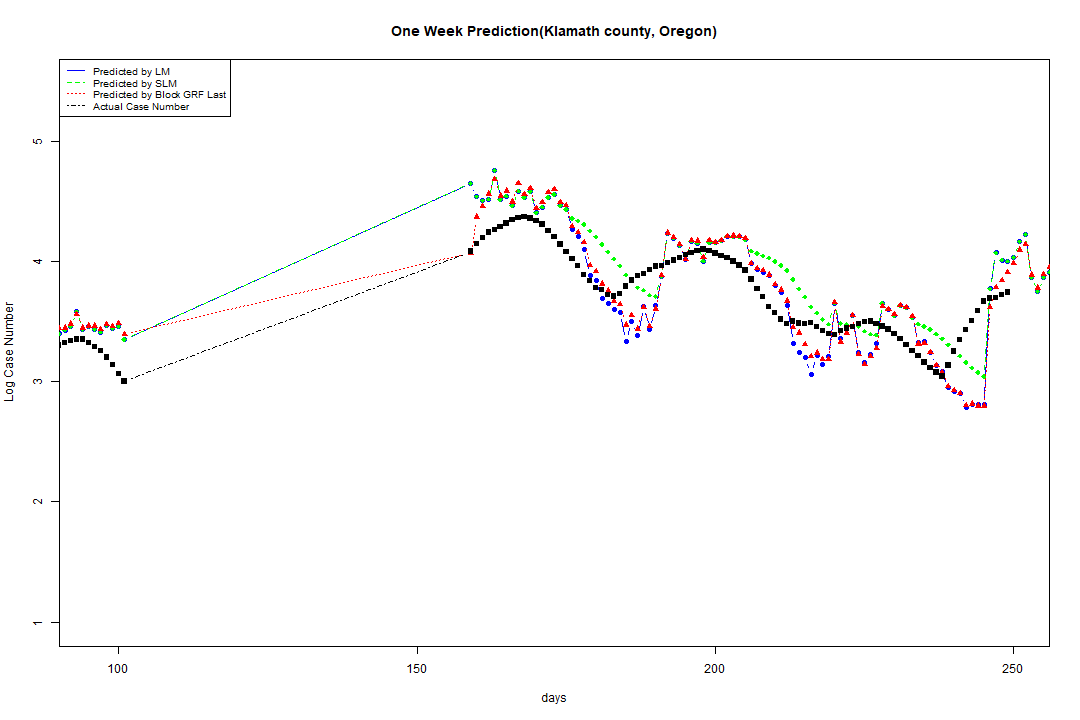 One Week Prediction(Klamath county, Oregon)
Predicted by LM
Predicted by SLM
Predicted by Block GRF Last
Actual Case Number
5
4
3
2
1
Log Case Number
100
150
200
250
days